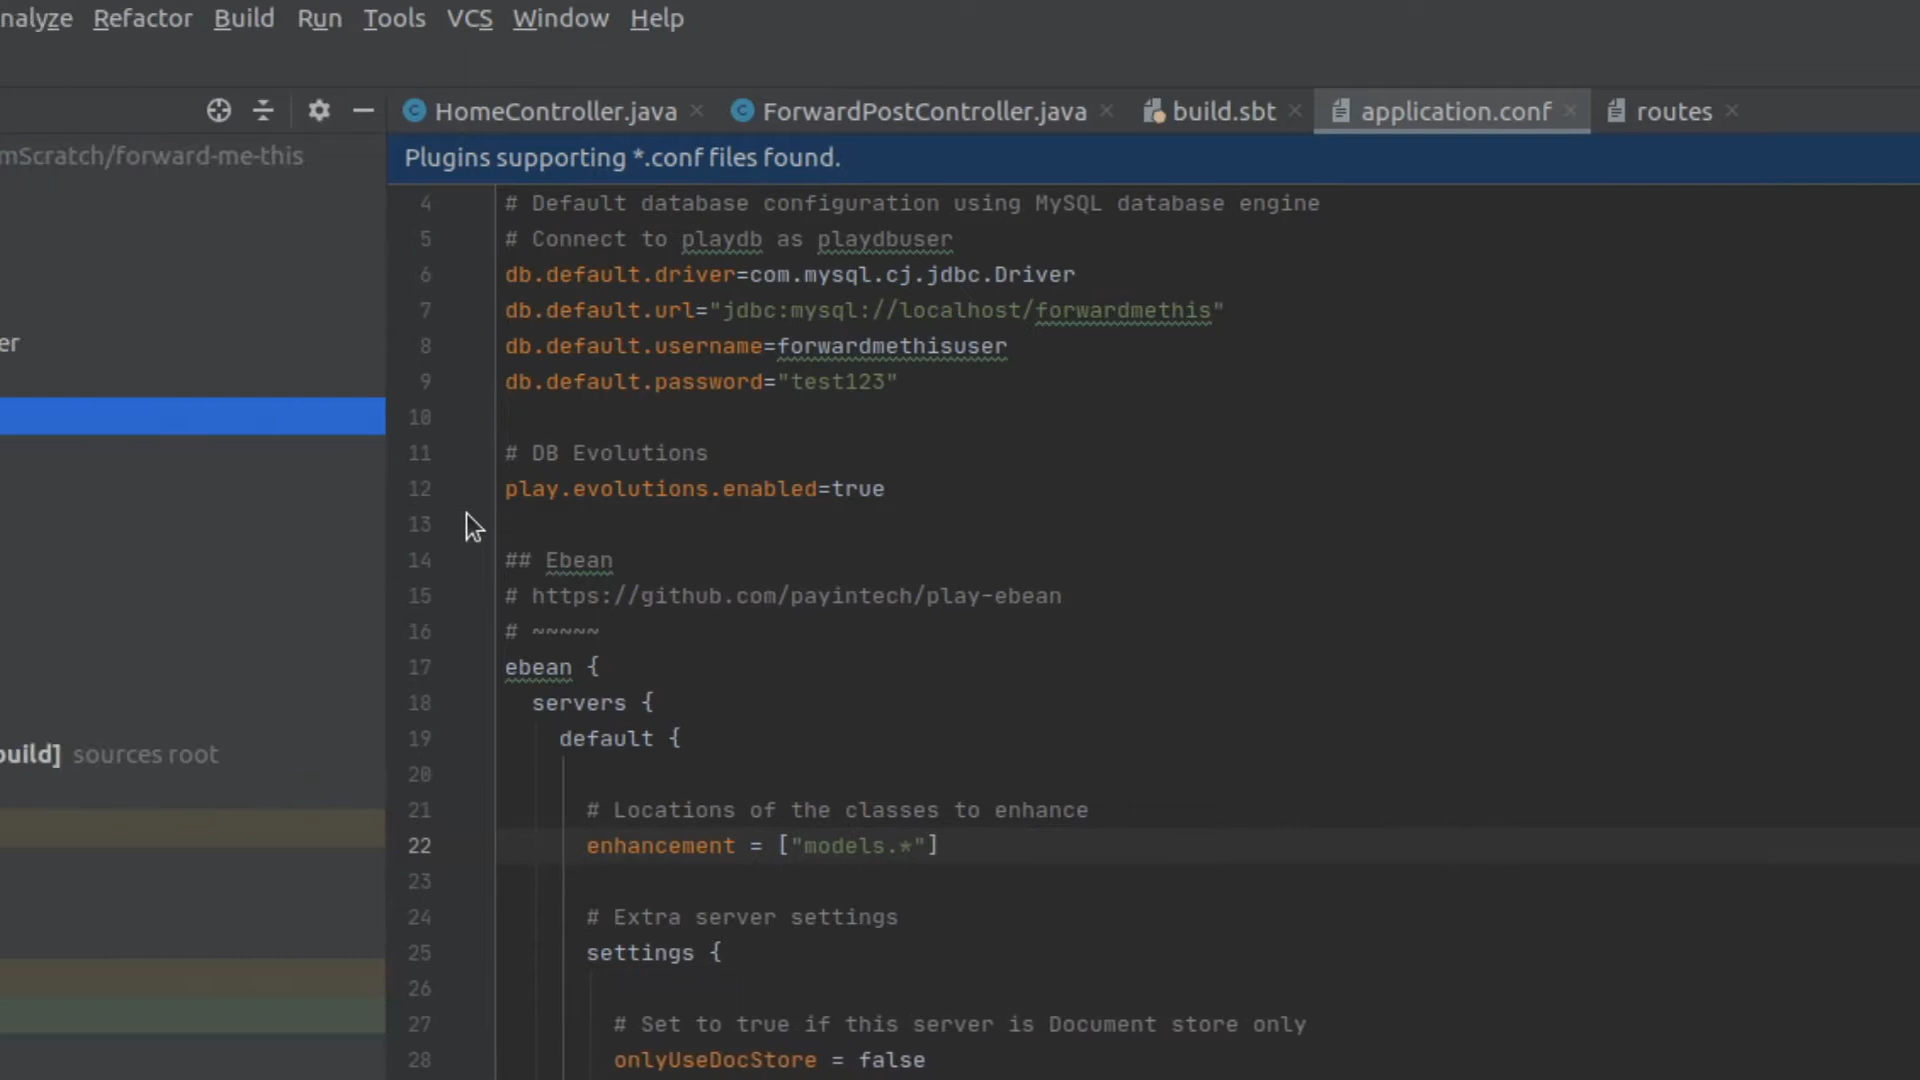 nalyze Refactor Build Run Tools VCS Window Help
HomeController.java ForwardPostController.java build.sbt application.conf routes
mScratch/forward-me-this
Plugins supporting *.conf files found.
4 # Default database configuration using MySQL database engine
5 # Connect to playdb as playdbuser
6 db.default.driver=com.mysql.cj.jdbc.Driver
7 db.default.url="jdbc:mysql://localhost/forwardmethis"
er
8 db.default.username=forwardmethisuser
9 db.default.password="test123"
10
11 # DB Evolutions
12 play.evolutions.enabled=true
13
14 ## Ebean
15 # https://github.com/payintech/play-ebean
16 # ~~~~~
17 ebean {
18 servers {
19 default {
build] sources root
20
21 # Locations of the classes to enhance
22 enhancement = ["models.*"]
23
24 # Extra server settings
25 settings {
26
27 # Set to true if this server is Document store only
28 onlyUseDocStore = false